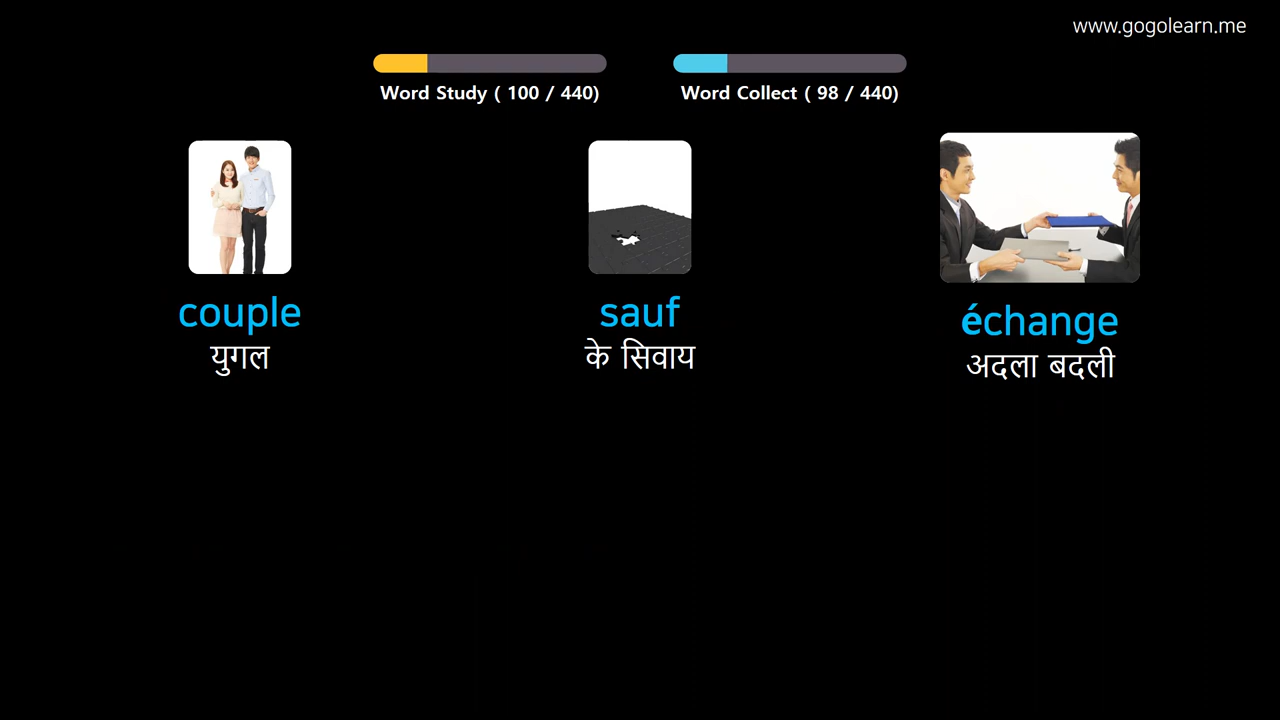 www.gogolearn.me
Word Study ( 100 / 440)
Word Collect ( 98 / 440)
couple
युगल
sauf
के सिवाय
échange
अदला बदली